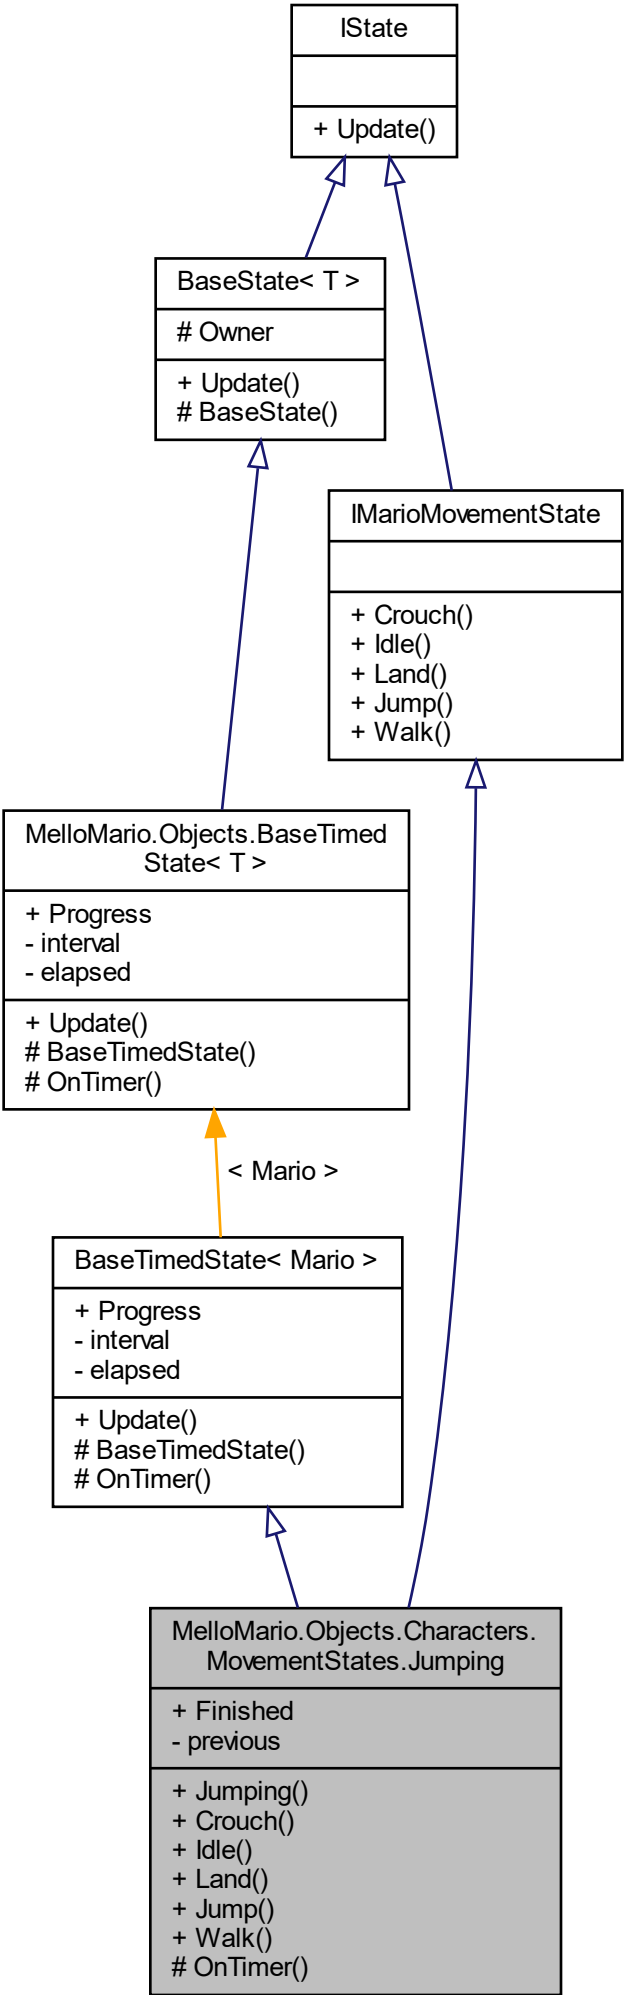 IState
+ Update()
BaseState< T >
# Owner
+ Update()
# BaseState()
IMarioMovementState
+ Crouch()
+ Idle()
+ Land()
+ Jump()
+ Walk()
MelloMario.Objects.BaseTimed
State< T >
+ Progress
- interval
- elapsed
+ Update()
# BaseTimedState()
# OnTimer()
< Mario >
BaseTimedState< Mario >
+ Progress
- interval
- elapsed
+ Update()
# BaseTimedState()
# OnTimer()
MelloMario.Objects.Characters.
MovementStates.Jumping
+ Finished
- previous
+ Jumping()
+ Crouch()
+ Idle()
+ Land()
+ Jump()
+ Walk()
# OnTimer()